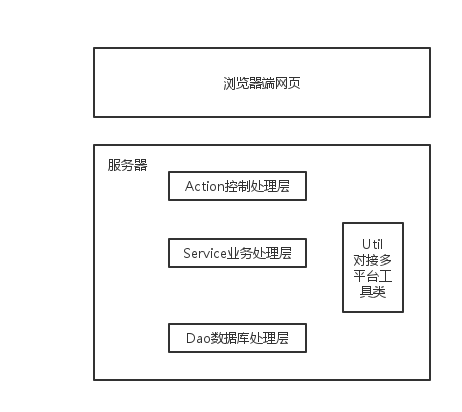 浏览器端网页
服务器
Action控制处理层
Service业务处理层
Util
对接多
平台工
具类
Dao数据库处理层